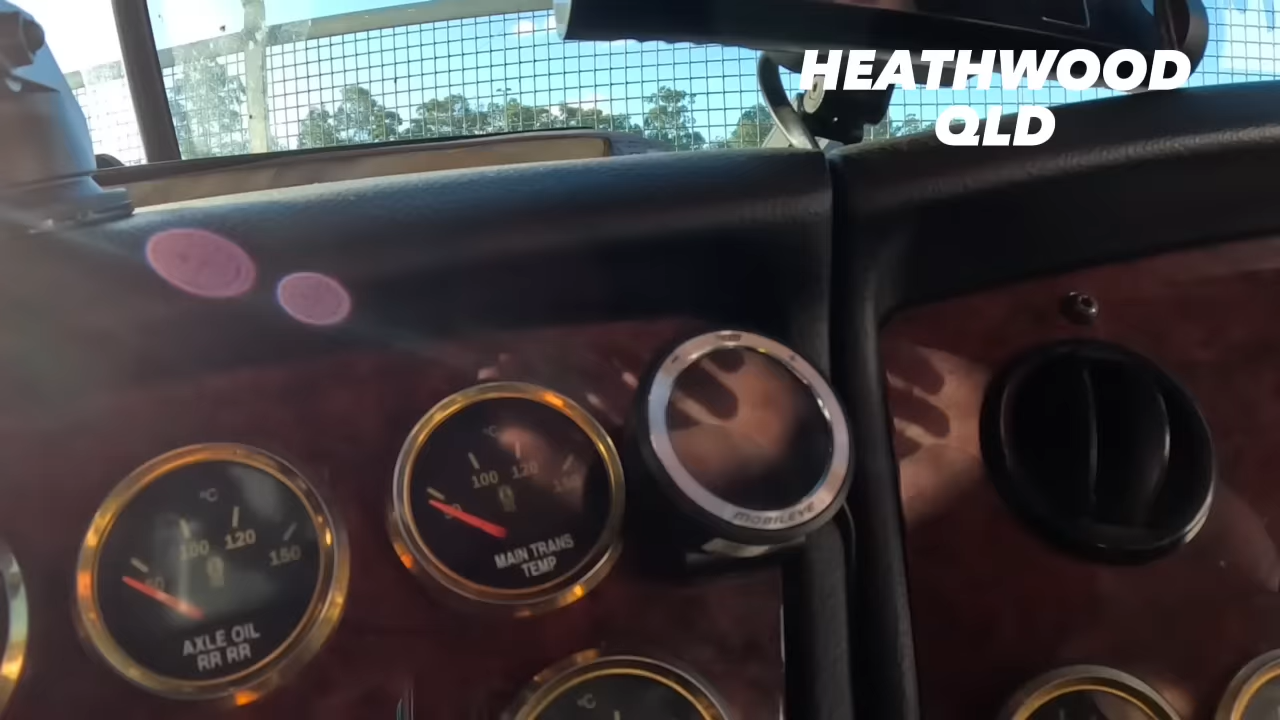 HEATHWOOD
QLD
°C
100 120
150
AXLE OIL
RR RR
°C
100 120
MAIN TRANS
TEMP
MOBILEYE
°C